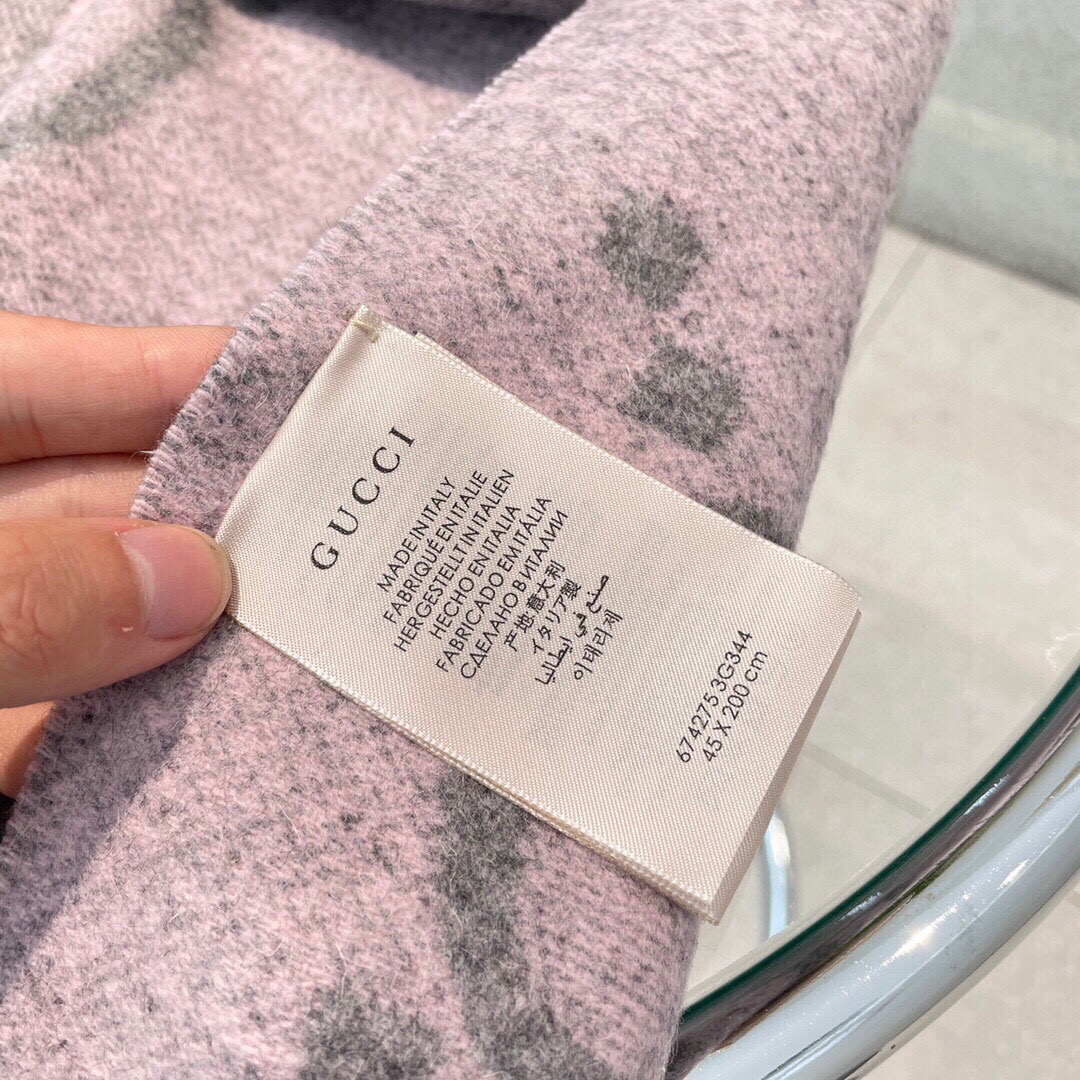 GUCCI
MADE IN ITALY
FABRIQUÉ EN ITALIE
HERGESTELLT IN ITALIEN
HECHO EN ITALIA
FABRICADO EM ITÁLIA
СДЕЛАНО В ИТАЛИИ
产地意大利
イタリア製
صنع في ايطاليا
이태리제
674275 3G344
45 X 200 cm